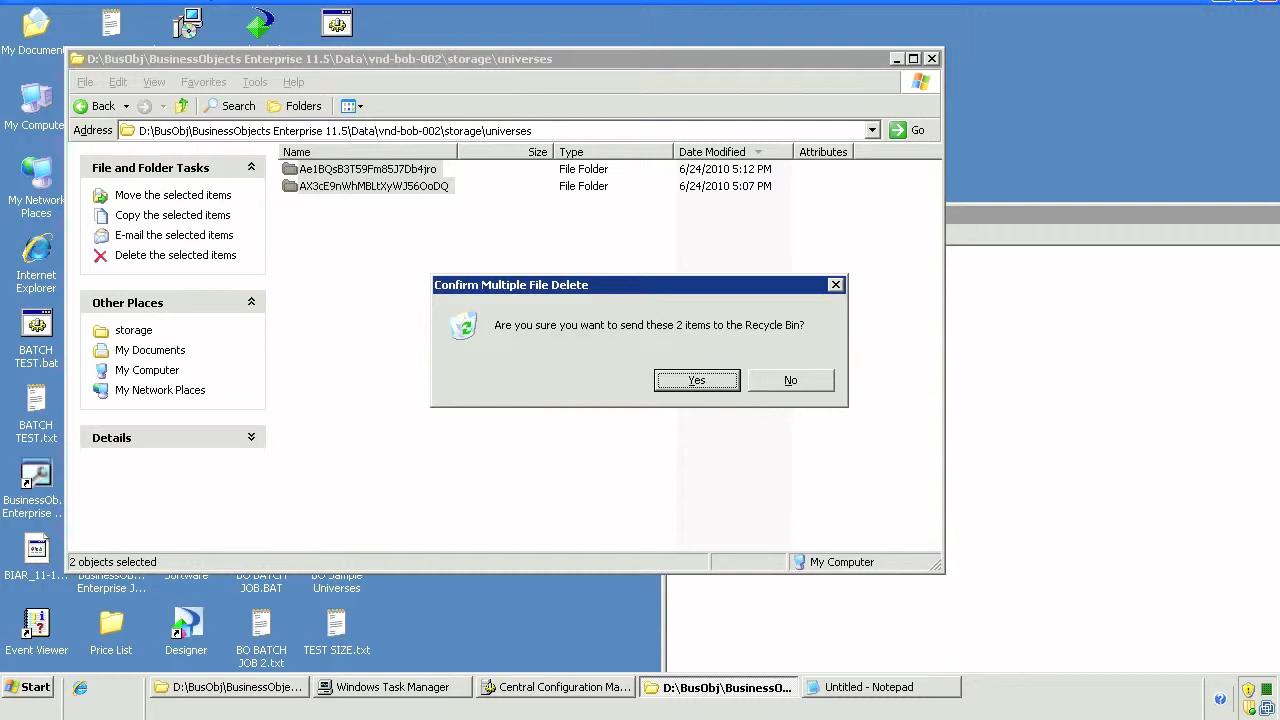 My Document
D:\BusObj\BusinessObjects Enterprise 11.5\Data\vnd-bob-002\storage\universes
File Edit View Favorites Tools Help
Back Search Folders
Address D:\BusObj\BusinessObjects Enterprise 11.5\Data\vnd-bob-002\storage\universes Go
Name Size Type Date Modified Attributes
Ae1BQsB3T59Fm85J7Db4jro File Folder 6/24/2010 5:12 PM
AX3cE9nWhMBLtXyWJ56OoDQ File Folder 6/24/2010 5:07 PM
File and Folder Tasks
Move the selected items
Copy the selected items
E-mail the selected items
Delete the selected items
Other Places
storage
My Documents
My Computer
My Network Places
Details
Confirm Multiple File Delete
Are you sure you want to send these 2 items to the Recycle Bin?
Yes No
2 objects selected My Computer
My Compute
My Network
Places
Internet
Explorer
BATCH
TEST.bat
BATCH
TEST.txt
BusinessOb.
Enterprise ..
BIAR_11-1...
BusinessOb...
Enterprise J...
Software
BO BATCH
JOB.BAT
BO Sample
Universes
Event Viewer
Price List
Designer
BO BATCH
JOB 2.txt
TEST SIZE.txt
Start D:\BusObj\BusinessObje... Windows Task Manager Central Configuration Ma... D:\BusObj\BusinessO... Untitled - Notepad